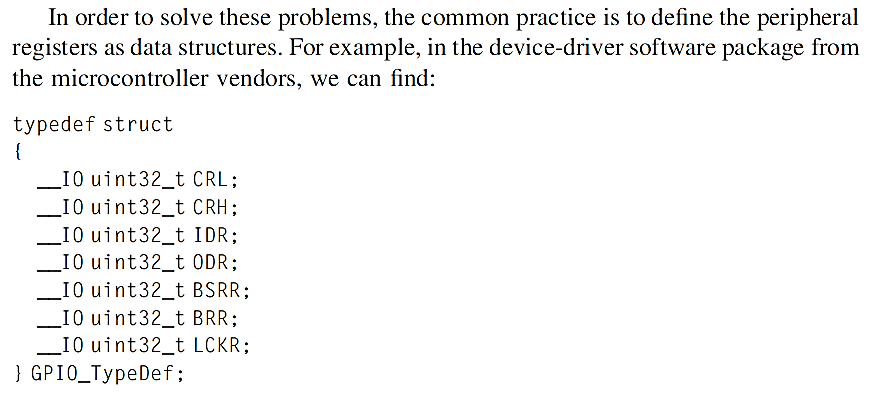 In order to solve these problems, the common practice is to define the peripheral
registers as data structures. For example, in the device-driver software package from
the microcontroller vendors, we can find:
typedef struct
{
__IO uint32_t CRL;
__IO uint32_t CRH;
__IO uint32_t IDR;
__IO uint32_t ODR;
__IO uint32_t BSRR;
__IO uint32_t BRR;
__IO uint32_t LCKR;
} GPIO_TypeDef;